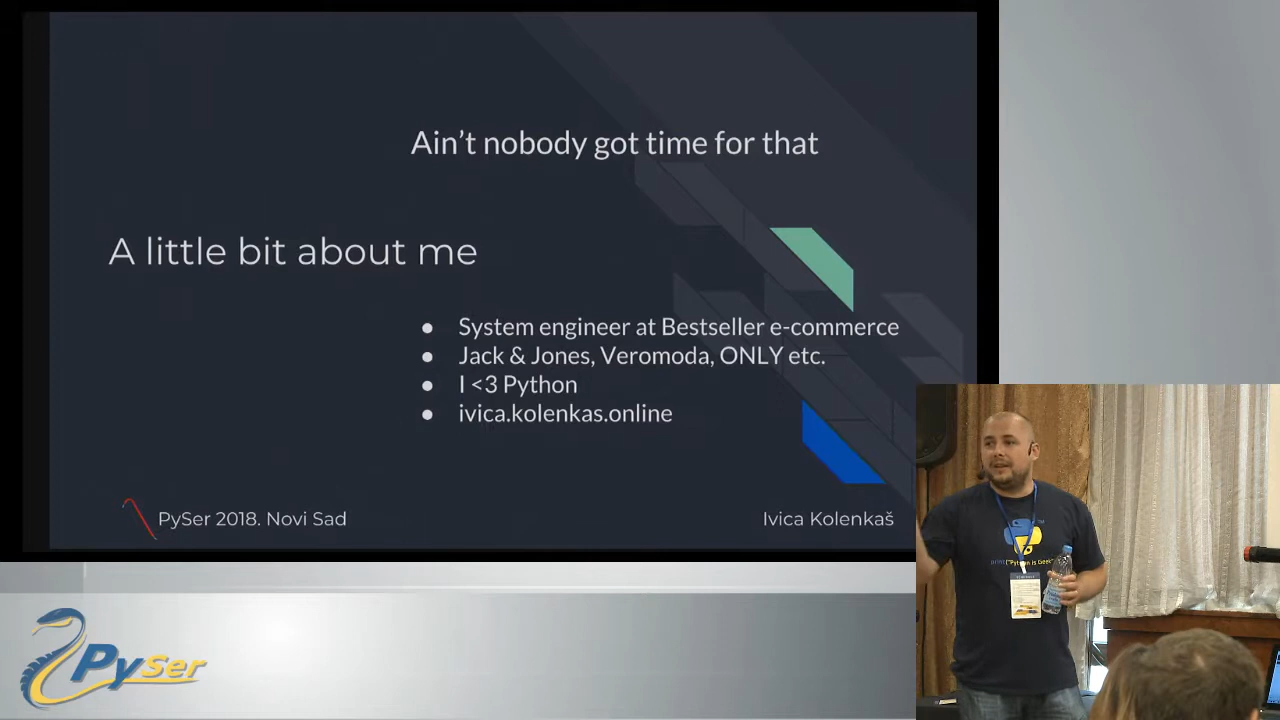 Ain't nobody got time for that
A little bit about me
● System engineer at Bestseller e-commerce
● Jack & Jones, Veromoda, ONLY etc.
● I <3 Python
● ivica.kolenkas.online
PySer 2018. Novi Sad
Ivica Kolenkaš
PySer